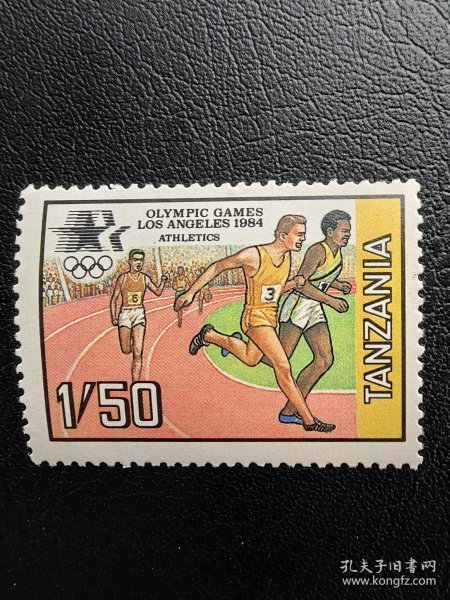 OLYMPIC GAMES
LOS ANGELES 1984
ATHLETICS
6
3
1/50
TANZANIA
孔夫子旧书网
www.kongfz.com